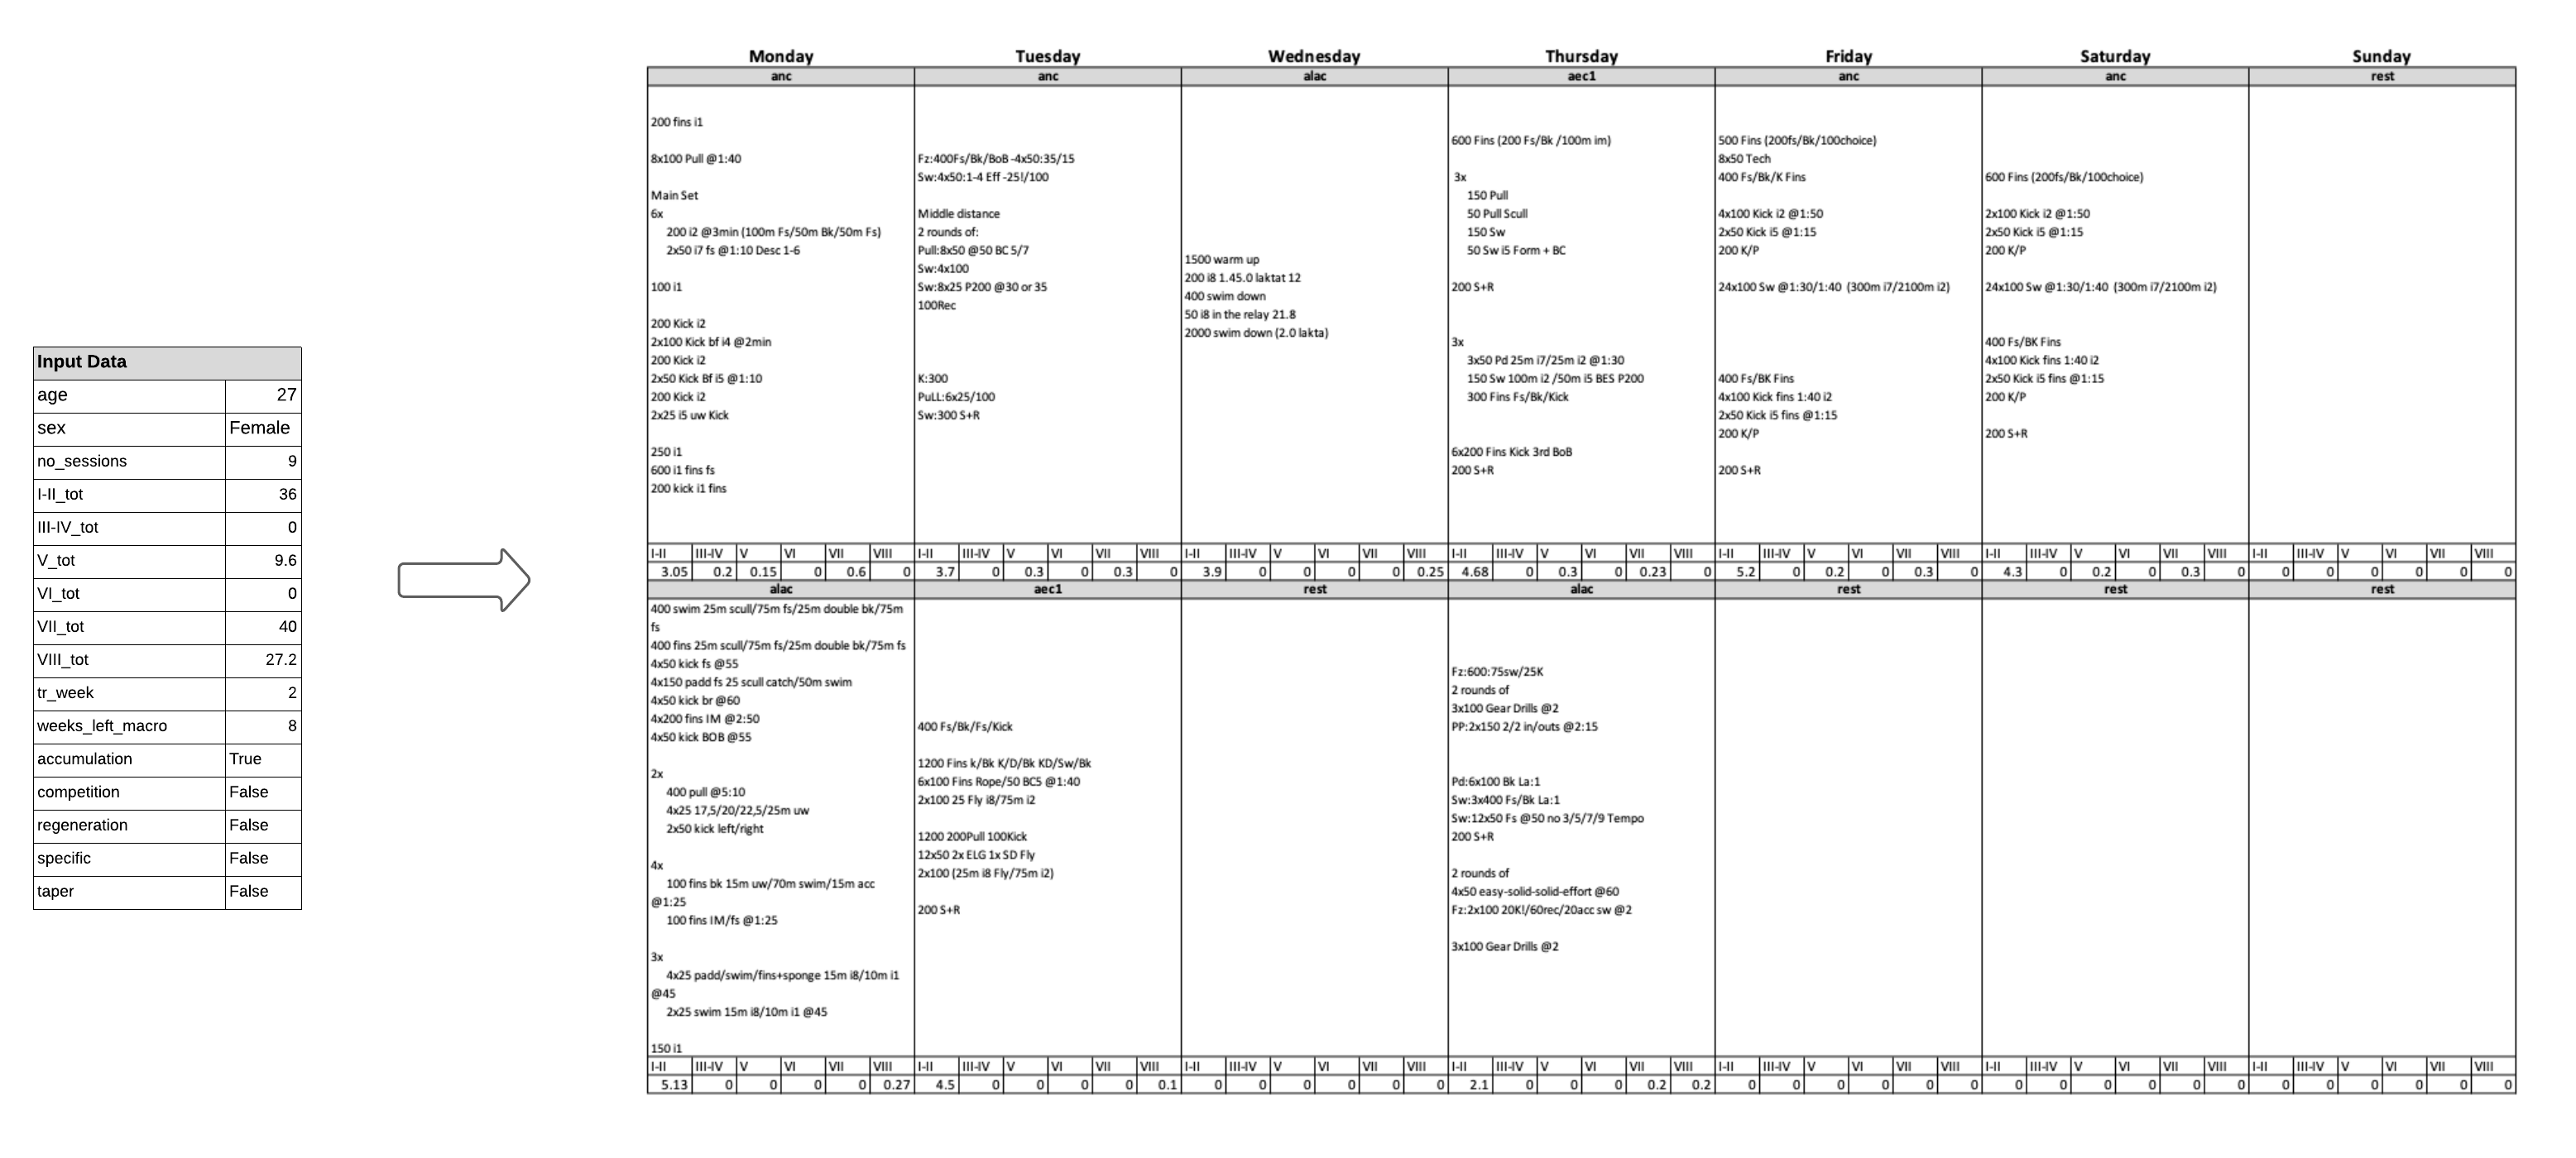 Input Data
age 27
sex Female
no_sessions 9
I-II_tot 36
III-IV_tot 0
V_tot 9.6
VI_tot 0
VII_tot 40
VIII_tot 27.2
tr_week 2
weeks_left_macro 8
accumulation True
competition False
regeneration False
specific False
taper False
Monday
anc
200 fins i1
8x100 Pull @1:40
Main Set
6x
200 i2 @3min (100m Fs/50m Bk/50m Fs)
2x50 i7 fs @1:10 Desc 1-6
100 i1
200 Kick i2
2x100 Kick bf i4 @2min
200 Kick i2
2x50 Kick Bf i5 @1:10
200 Kick i2
2x25 i5 uw Kick
250 i1
600 i1 fins fs
200 kick i1 fins
I-II III-IV V VI VII VIII
3.05 0.2 0.15 0 0.6 0
alac
400 swim 25m scull/75m fs/25m double bk/75m
fs
400 fins 25m scull/75m fs/25m double bk/75m fs
4x50 kick fs @55
4x150 padd fs 25 scull catch/50m swim
4x50 kick br @60
4x200 fins IM @2:50
4x50 kick BOB @55
2x
400 pull @5:10
4x25 17,5/20/22,5/25m uw
2x50 kick left/right
4x
100 fins bk 15m uw/70m swim/15m acc
@1:25
100 fins IM/fs @1:25
3x
4x25 padd/swim/fins+sponge 15m i8/10m i1
@45
2x25 swim 15m i8/10m i1 @45
150 i1
I-II III-IV V VI VII VIII
5.13 0 0 0 0 0.27
Tuesday
anc
Fz:400Fs/Bk/BoB -4x50:35/15
Sw:4x50:1-4 Eff -25!/100
Middle distance
2 rounds of:
Pull:8x50 @50 BC 5/7
Sw:4x100
Sw:8x25 P200 @30 or 35
100Rec
K:300
PuLL:6x25/100
Sw:300 S+R
I-II III-IV V VI VII VIII
3.7 0 0.3 0 0.3 0
aec1
400 Fs/Bk/Fs/Kick
1200 Fins k/Bk K/D/Bk KD/Sw/Bk
6x100 Fins Rope/50 BC5 @1:40
2x100 25 Fly i8/75m i2
1200 200Pull 100Kick
12x50 2x ELG 1x SD Fly
2x100 (25m i8 Fly/75m i2)
200 S+R
I-II III-IV V VI VII VIII
4.5 0 0 0 0 0.1
Wednesday
alac
1500 warm up
200 i8 1.45.0 laktat 12
400 swim down
50 i8 in the relay 21.8
2000 swim down (2.0 lakta)
I-II III-IV V VI VII VIII
3.9 0 0 0 0 0.25
rest
I-II III-IV V VI VII VIII
0 0 0 0 0 0
Thursday
aec1
600 Fins (200 Fs/Bk /100m im)
3x
150 Pull
50 Pull Scull
150 Sw
50 Sw i5 Form + BC
200 S+R
3x
3x50 Pd 25m i7/25m i2 @1:30
150 Sw 100m i2 /50m i5 BES P200
300 Fins Fs/Bk/Kick
6x200 Fins Kick 3rd BoB
200 S+R
I-II III-IV V VI VII VIII
4.68 0 0.3 0 0.23 0
alac
Fz:600:75sw/25K
2 rounds of
3x100 Gear Drills @2
PP:2x150 2/2 in/outs @2:15
Pd:6x100 Bk La:1
Sw:3x400 Fs/Bk La:1
Sw:12x50 Fs @50 no 3/5/7/9 Tempo
200 S+R
2 rounds of
4x50 easy-solid-solid-effort @60
Fz:2x100 20K!/60rec/20acc sw @2
3x100 Gear Drills @2
I-II III-IV V VI VII VIII
2.1 0 0 0 0.2 0.2
Friday
anc
500 Fins (200fs/Bk/100choice)
8x50 Tech
400 Fs/Bk/K Fins
4x100 Kick i2 @1:50
2x50 Kick i5 @1:15
200 K/P
24x100 Sw @1:30/1:40 (300m i7/2100m i2)
400 Fs/BK Fins
4x100 Kick fins 1:40 i2
2x50 Kick i5 fins @1:15
200 K/P
200 S+R
I-II III-IV V VI VII VIII
5.2 0 0.2 0 0.3 0
rest
I-II III-IV V VI VII VIII
0 0 0 0 0 0
Saturday
anc
600 Fins (200fs/Bk/100choice)
2x100 Kick i2 @1:50
2x50 Kick i5 @1:15
200 K/P
24x100 Sw @1:30/1:40 (300m i7/2100m i2)
400 Fs/BK Fins
4x100 Kick fins 1:40 i2
2x50 Kick i5 fins @1:15
200 K/P
200 S+R
I-II III-IV V VI VII VIII
4.3 0 0.2 0 0.3 0
rest
I-II III-IV V VI VII VIII
0 0 0 0 0 0
Sunday
rest
I-II III-IV V VI VII VIII
0 0 0 0 0 0
rest
I-II III-IV V VI VII VIII
0 0 0 0 0 0